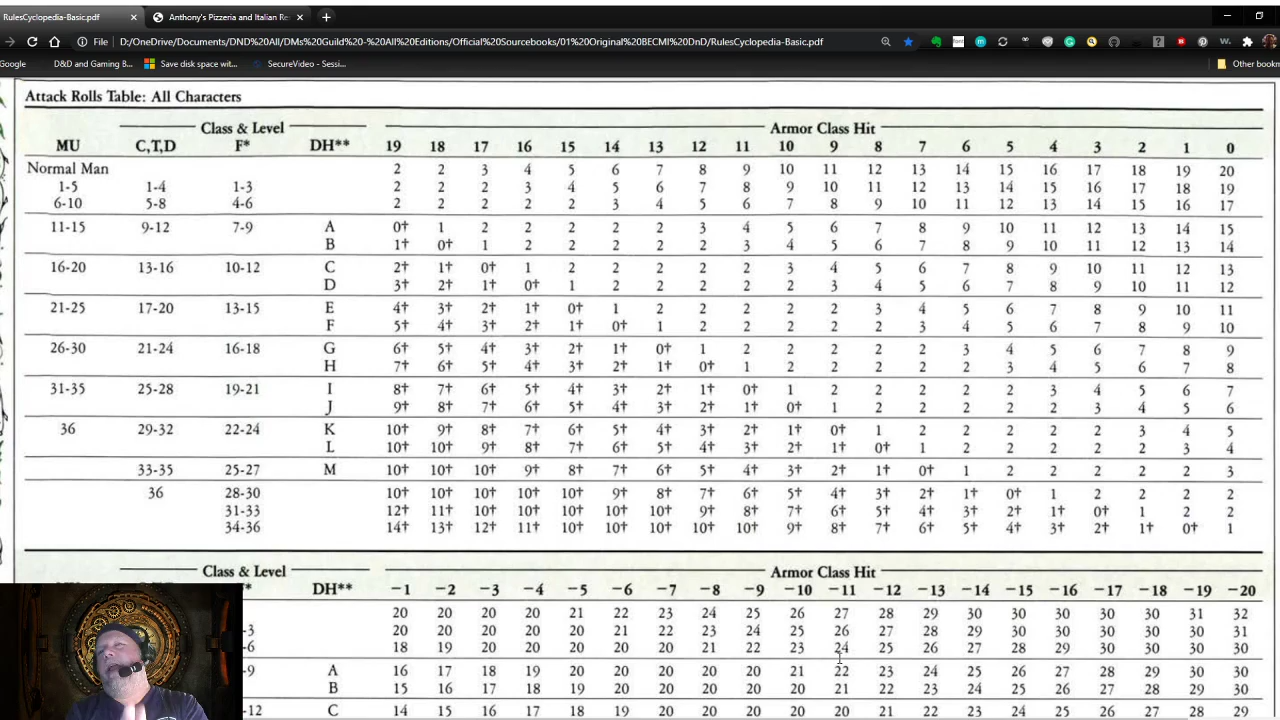 RulesCyclopedia-Basic.pdf × Anthony's Pizzeria and Italian Re × +
File D:/OneDrive/Documents/DND%20All/DMs%20Guild%20-%20All%20Editions/Official%20Sourcebooks/01%20Original%20BECMI%20DnD/RulesCyclopedia-Basic.pdf
Google D&D and Gaming B... Save disk space wit... SecureVideo - Sessi... Other bookm
Attack Rolls Table: All Characters
Class & Level Armor Class Hit
MU C,T,D F* DH** 19 18 17 16 15 14 13 12 11 10 9 8 7 6 5 4 3 2 1 0
Normal Man 2 2 3 4 5 6 7 8 9 10 11 12 13 14 15 16 17 18 19 20
1-5 1-4 1-3 2 2 2 3 4 5 6 7 8 9 10 11 12 13 14 15 16 17 18 19
6-10 5-8 4-6 2 2 2 2 2 3 4 5 6 7 8 9 10 11 12 13 14 15 16 17
11-15 9-12 7-9 A 0† 1 2 2 2 2 2 3 4 5 6 7 8 9 10 11 12 13 14 15
B 1† 0† 1 2 2 2 2 2 3 4 5 6 7 8 9 10 11 12 13 14
16-20 13-16 10-12 C 2† 1† 0† 1 2 2 2 2 2 3 4 5 6 7 8 9 10 11 12 13
D 3† 2† 1† 0† 1 2 2 2 2 2 3 4 5 6 7 8 9 10 11 12
21-25 17-20 13-15 E 4† 3† 2† 1† 0† 1 2 2 2 2 2 3 4 5 6 7 8 9 10 11
F 5† 4† 3† 2† 1† 0† 1 2 2 2 2 2 3 4 5 6 7 8 9 10
26-30 21-24 16-18 G 6† 5† 4† 3† 2† 1† 0† 1 2 2 2 2 2 3 4 5 6 7 8 9
H 7† 6† 5† 4† 3† 2† 1† 0† 1 2 2 2 2 2 3 4 5 6 7 8
31-35 25-28 19-21 I 8† 7† 6† 5† 4† 3† 2† 1† 0† 1 2 2 2 2 2 3 4 5 6 7
J 9† 8† 7† 6† 5† 4† 3† 2† 1† 0† 1 2 2 2 2 2 3 4 5 6
36 29-32 22-24 K 10† 9† 8† 7† 6† 5† 4† 3† 2† 1† 0† 1 2 2 2 2 2 3 4 5
L 10† 10† 9† 8† 7† 6† 5† 4† 3† 2† 1† 0† 1 2 2 2 2 2 3 4
33-35 25-27 M 10† 10† 10† 9† 8† 7† 6† 5† 4† 3† 2† 1† 0† 1 2 2 2 2 2 3
36 28-30 10† 10† 10† 10† 10† 9† 8† 7† 6† 5† 4† 3† 2† 1† 0† 1 2 2 2 2
31-33 12† 11† 10† 10† 10† 10† 10† 9† 8† 7† 6† 5† 4† 3† 2† 1† 0† 1 2 2
34-36 14† 13† 12† 11† 10† 10† 10† 10† 10† 9† 8† 7† 6† 5† 4† 3† 2† 1† 0† 1
Class & Level Armor Class Hit
DH** −1 −2 −3 −4 −5 −6 −7 −8 −9 −10 −11 −12 −13 −14 −15 −16 −17 −18 −19 −20
20 20 20 20 21 22 23 24 25 26 27 28 29 30 30 30 30 30 31 32
-3 20 20 20 20 20 21 22 23 24 25 26 27 28 29 30 30 30 30 30 31
-6 18 19 20 20 20 20 20 21 22 23 24 25 26 27 28 29 30 30 30 30
-9 A 16 17 18 19 20 20 20 20 20 21 22 23 24 25 26 27 28 29 30 30
B 15 16 17 18 19 20 20 20 20 20 21 22 23 24 25 26 27 28 29 30
-12 C 14 15 16 17 18 19 20 20 20 20 20 21 22 23 24 25 26 27 28 29